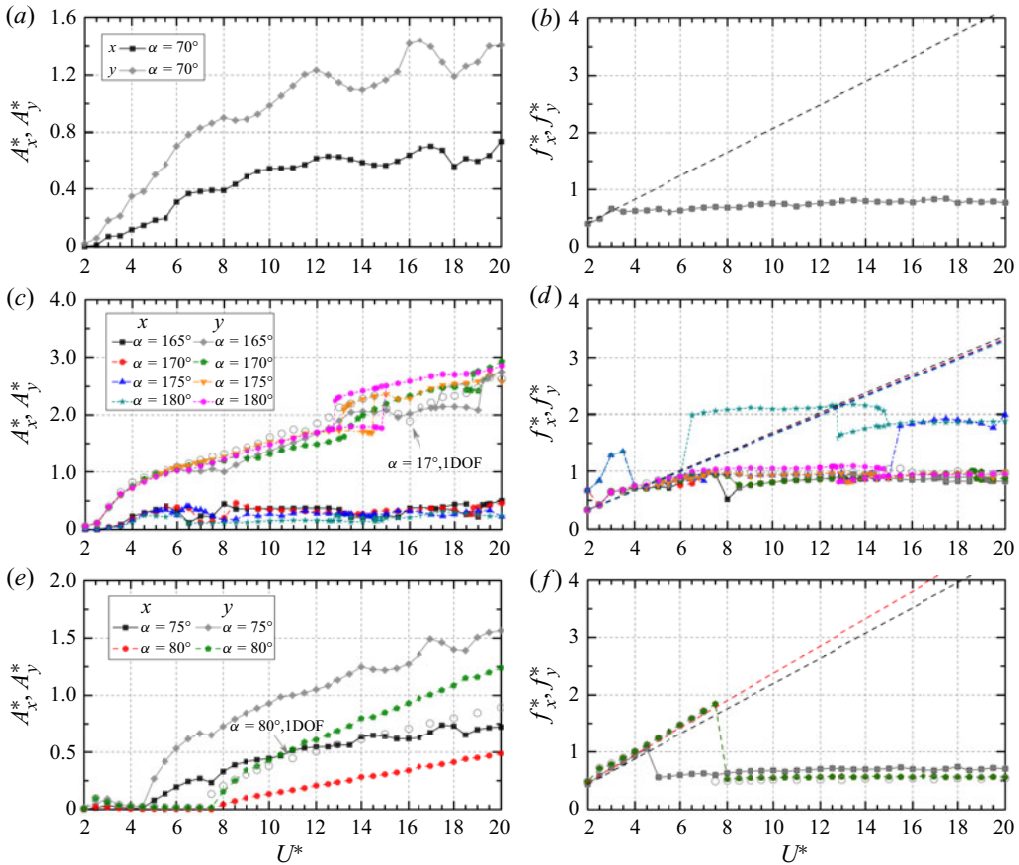 (a)
1.6
1.2
0.8
0.4
0
A*x, A*y
x α = 70°
y α = 70°
2 4 6 8 10 12 14 16 18 20
(b)
4
3
2
1
0
f*x, f*y
2 4 6 8 10 12 14 16 18 20
(c)
4.0
3.0
2.0
1.0
0
A*x, A*y
x y
α = 165° α = 165°
α = 170° α = 170°
α = 175° α = 175°
α = 180° α = 180°
α = 17°,1DOF
2 4 6 8 10 12 14 16 18 20
(d)
4
3
2
1
0
f*x, f*y
2 4 6 8 10 12 14 16 18 20
(e)
2.0
1.5
1.0
0.5
0
A*x, A*y
x y
α = 75° α = 75°
α = 80° α = 80°
α = 80°,1DOF
2 4 6 8 10 12 14 16 18 20
U*
(f)
4
3
2
1
0
f*x, f*y
2 4 6 8 10 12 14 16 18 20
U*